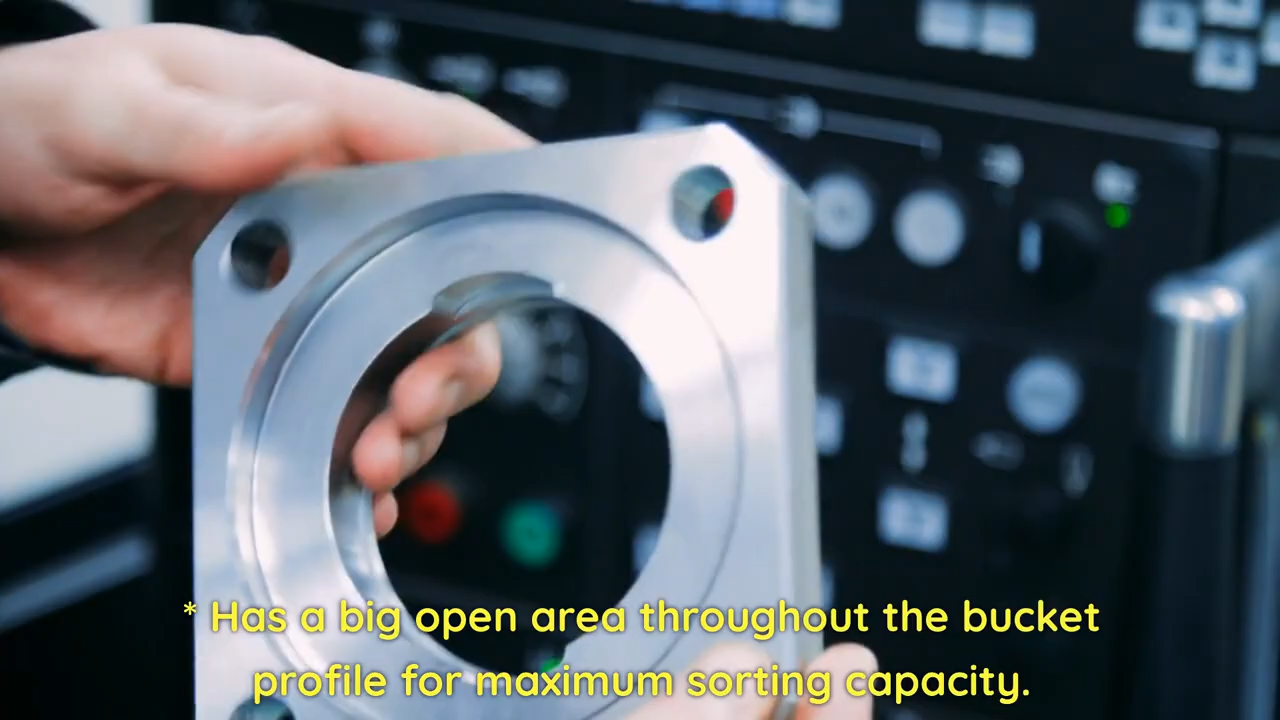 * Has a big open area throughout the bucket
profile for maximum sorting capacity.